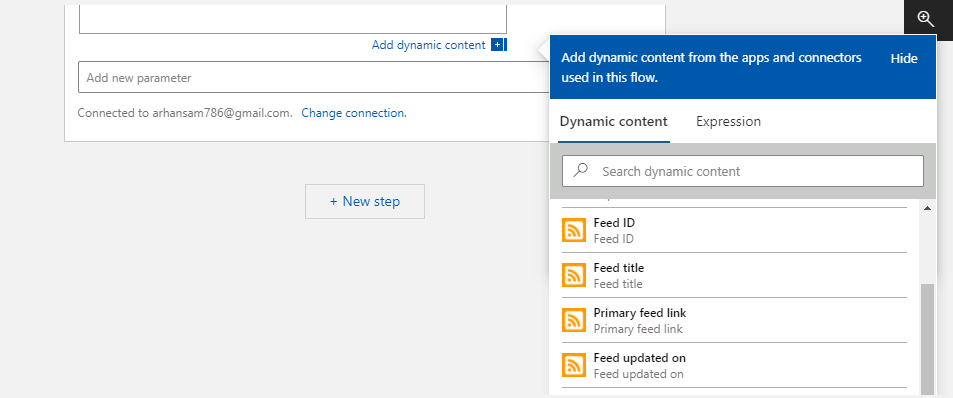 Add dynamic content
Add new parameter
Connected to arhansam786@gmail.com. Change connection.
+ New step
Add dynamic content from the apps and connectors
used in this flow.
Hide
Dynamic content Expression
Search dynamic content
Feed ID
Feed ID
Feed title
Feed title
Primary feed link
Primary feed link
Feed updated on
Feed updated on